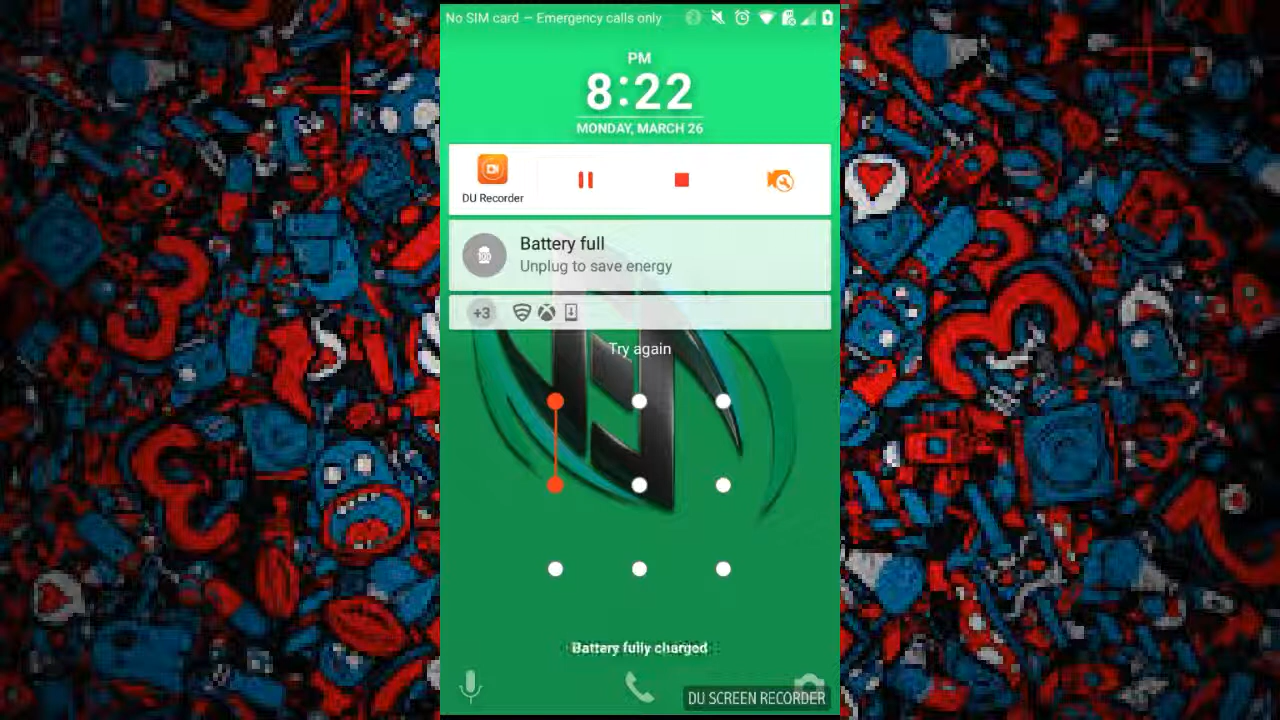 No SIM card – Emergency calls only
PM
8:22
MONDAY, MARCH 26
DU Recorder
Battery full
Unplug to save energy
+3
Try again
Battery fully charged
DU SCREEN RECORDER